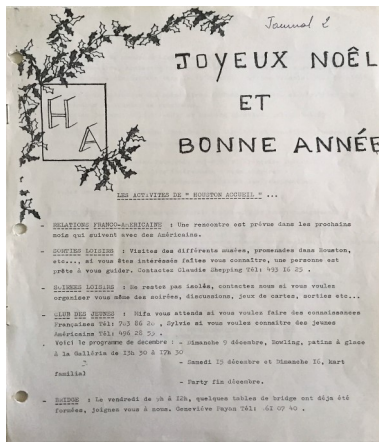 Journal 2
JOYEUX NOËL
ET
BONNE ANNÉE
HA
LES ACTIVITES DE " HOUSTON ACCUEIL " ...
- RELATIONS FRANCO-AMERICAINS : Une rencontre est prévue dans les prochains
mois qui suivent avec des Américains.
- SORTIES LOISIRS : Visites des différents musées, promenades dans Houston,
etc..., si vous êtes intéressés faites vous connaître, une personne est
prête à vous guider. Contactez Claudie Shepping Tél: 493 16 25 .
- SOIREES LOISIRS : Ne restez pas isolés, contactez nous si vous voulez
organiser vous même des soirées, discussions, jeux de cartes, sorties etc...
- CLUB DES JEUNES : Rifa vous attends si vous voulez faire des connaissances
Françaises Tél: 86 , Sylvie si vous voulez connaître des jeunes
Américains Tél: 496 28 55 .
Voici le programme de décembre : - Dimanche 9 décembre, Bowling, patins à glace
à la Galléria de 13h 30 à 17h 30
- Samedi 15 décembre et Dimanche 16, kart
familial
- Party fin décembre.
- BRIDGE : Le vendredi de 9h à 12h, quelques tables de bridge ont déjà été
formées, joignez vous à nous. Geneviève Payan Tél: 07 40 .